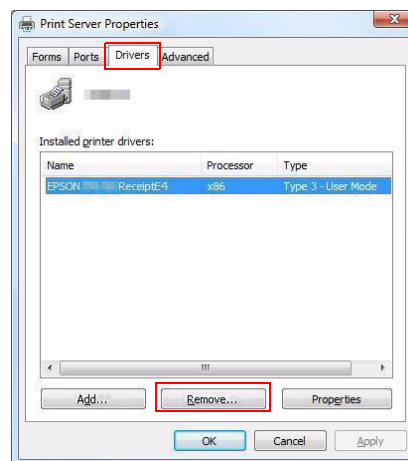 Print Server Properties
Forms Ports Drivers Advanced
Installed printer drivers:
Name Processor Type
EPSON ReceiptE4 x86 Type 3 - User Mode
Add... Remove... Properties
OK Cancel Apply